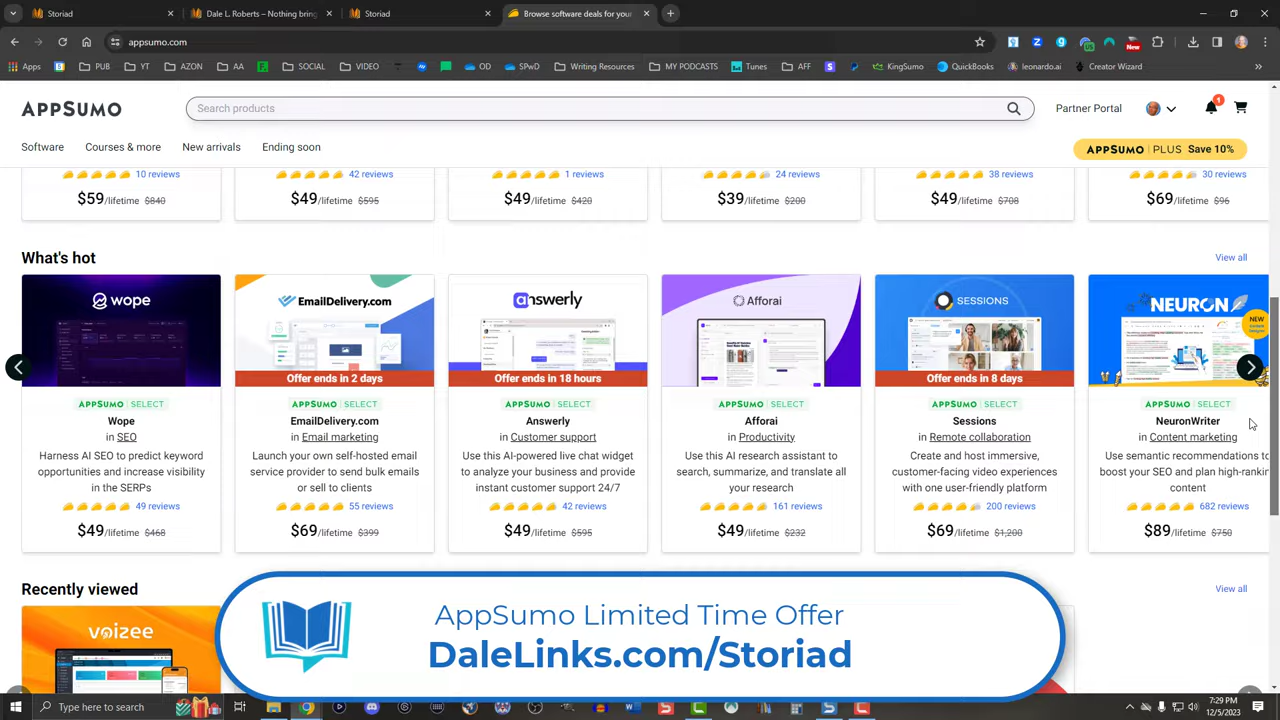 Storiad
Dale L. Roberts – Nothing brin
Storiad
Browse software deals for your
appsumo.com
New
Apps
PUB
YT
AZON
AA
SOCIAL
VIDEO
OD
SPwD
Writing Resources
MY PODCASTS
Tunes
AFF
KingSumo
QuickBooks
leonardo.ai
Creator Wizard
APPSUMO
Search products
Partner Portal
1
Software
Courses & more
New arrivals
Ending soon
APPSUMO PLUS Save 10%
10 reviews
42 reviews
1 reviews
24 reviews
38 reviews
30 reviews
$59/lifetime $840
$49/lifetime $595
$49/lifetime $420
$39/lifetime $200
$49/lifetime $708
$69/lifetime $96
What's hot
View all
wope
EmailDelivery.com
answerly
Afforai
SESSIONS
NEURON
NEW
Offer ends in 2 days
Offer ends in 18 hours
Offer ends in 8 days
APPSUMO SELECT
APPSUMO SELECT
APPSUMO SELECT
APPSUMO SELECT
APPSUMO SELECT
APPSUMO SELECT
Wope
in SEO
Harness AI SEO to predict keyword
opportunities and increase visibility
in the SERPs
49 reviews
$49/lifetime $468
EmailDelivery.com
in Email marketing
Launch your own self-hosted email
service provider to send bulk emails
or sell to clients
55 reviews
$69/lifetime $399
Answerly
in Customer support
Use this AI-powered live chat widget
to analyze your business and provide
instant customer support 24/7
42 reviews
$49/lifetime $595
Afforai
in Productivity
Use this AI research assistant to
search, summarize, and translate all
your research
161 reviews
$49/lifetime $232
Sessions
in Remote collaboration
Create and host immersive,
customer-facing video experiences
with one user-friendly platform
200 reviews
$69/lifetime $1,200
NeuronWriter
in Content marketing
Use semantic recommendations to
boost your SEO and plan high-rankin
content
682 reviews
$89/lifetime $750
Recently viewed
View all
voizee
AppSumo Limited Time Offer
DaleLinks.com/Storiad
Type here to search
7:29 PM
12/5/2023